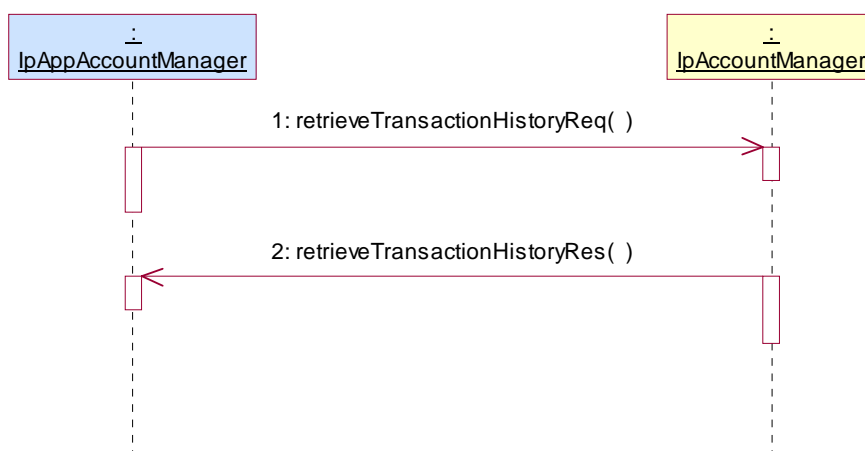 :
IpAppAccountManager
:
IpAccountManager
1: retrieveTransactionHistoryReq( )
2: retrieveTransactionHistoryRes( )